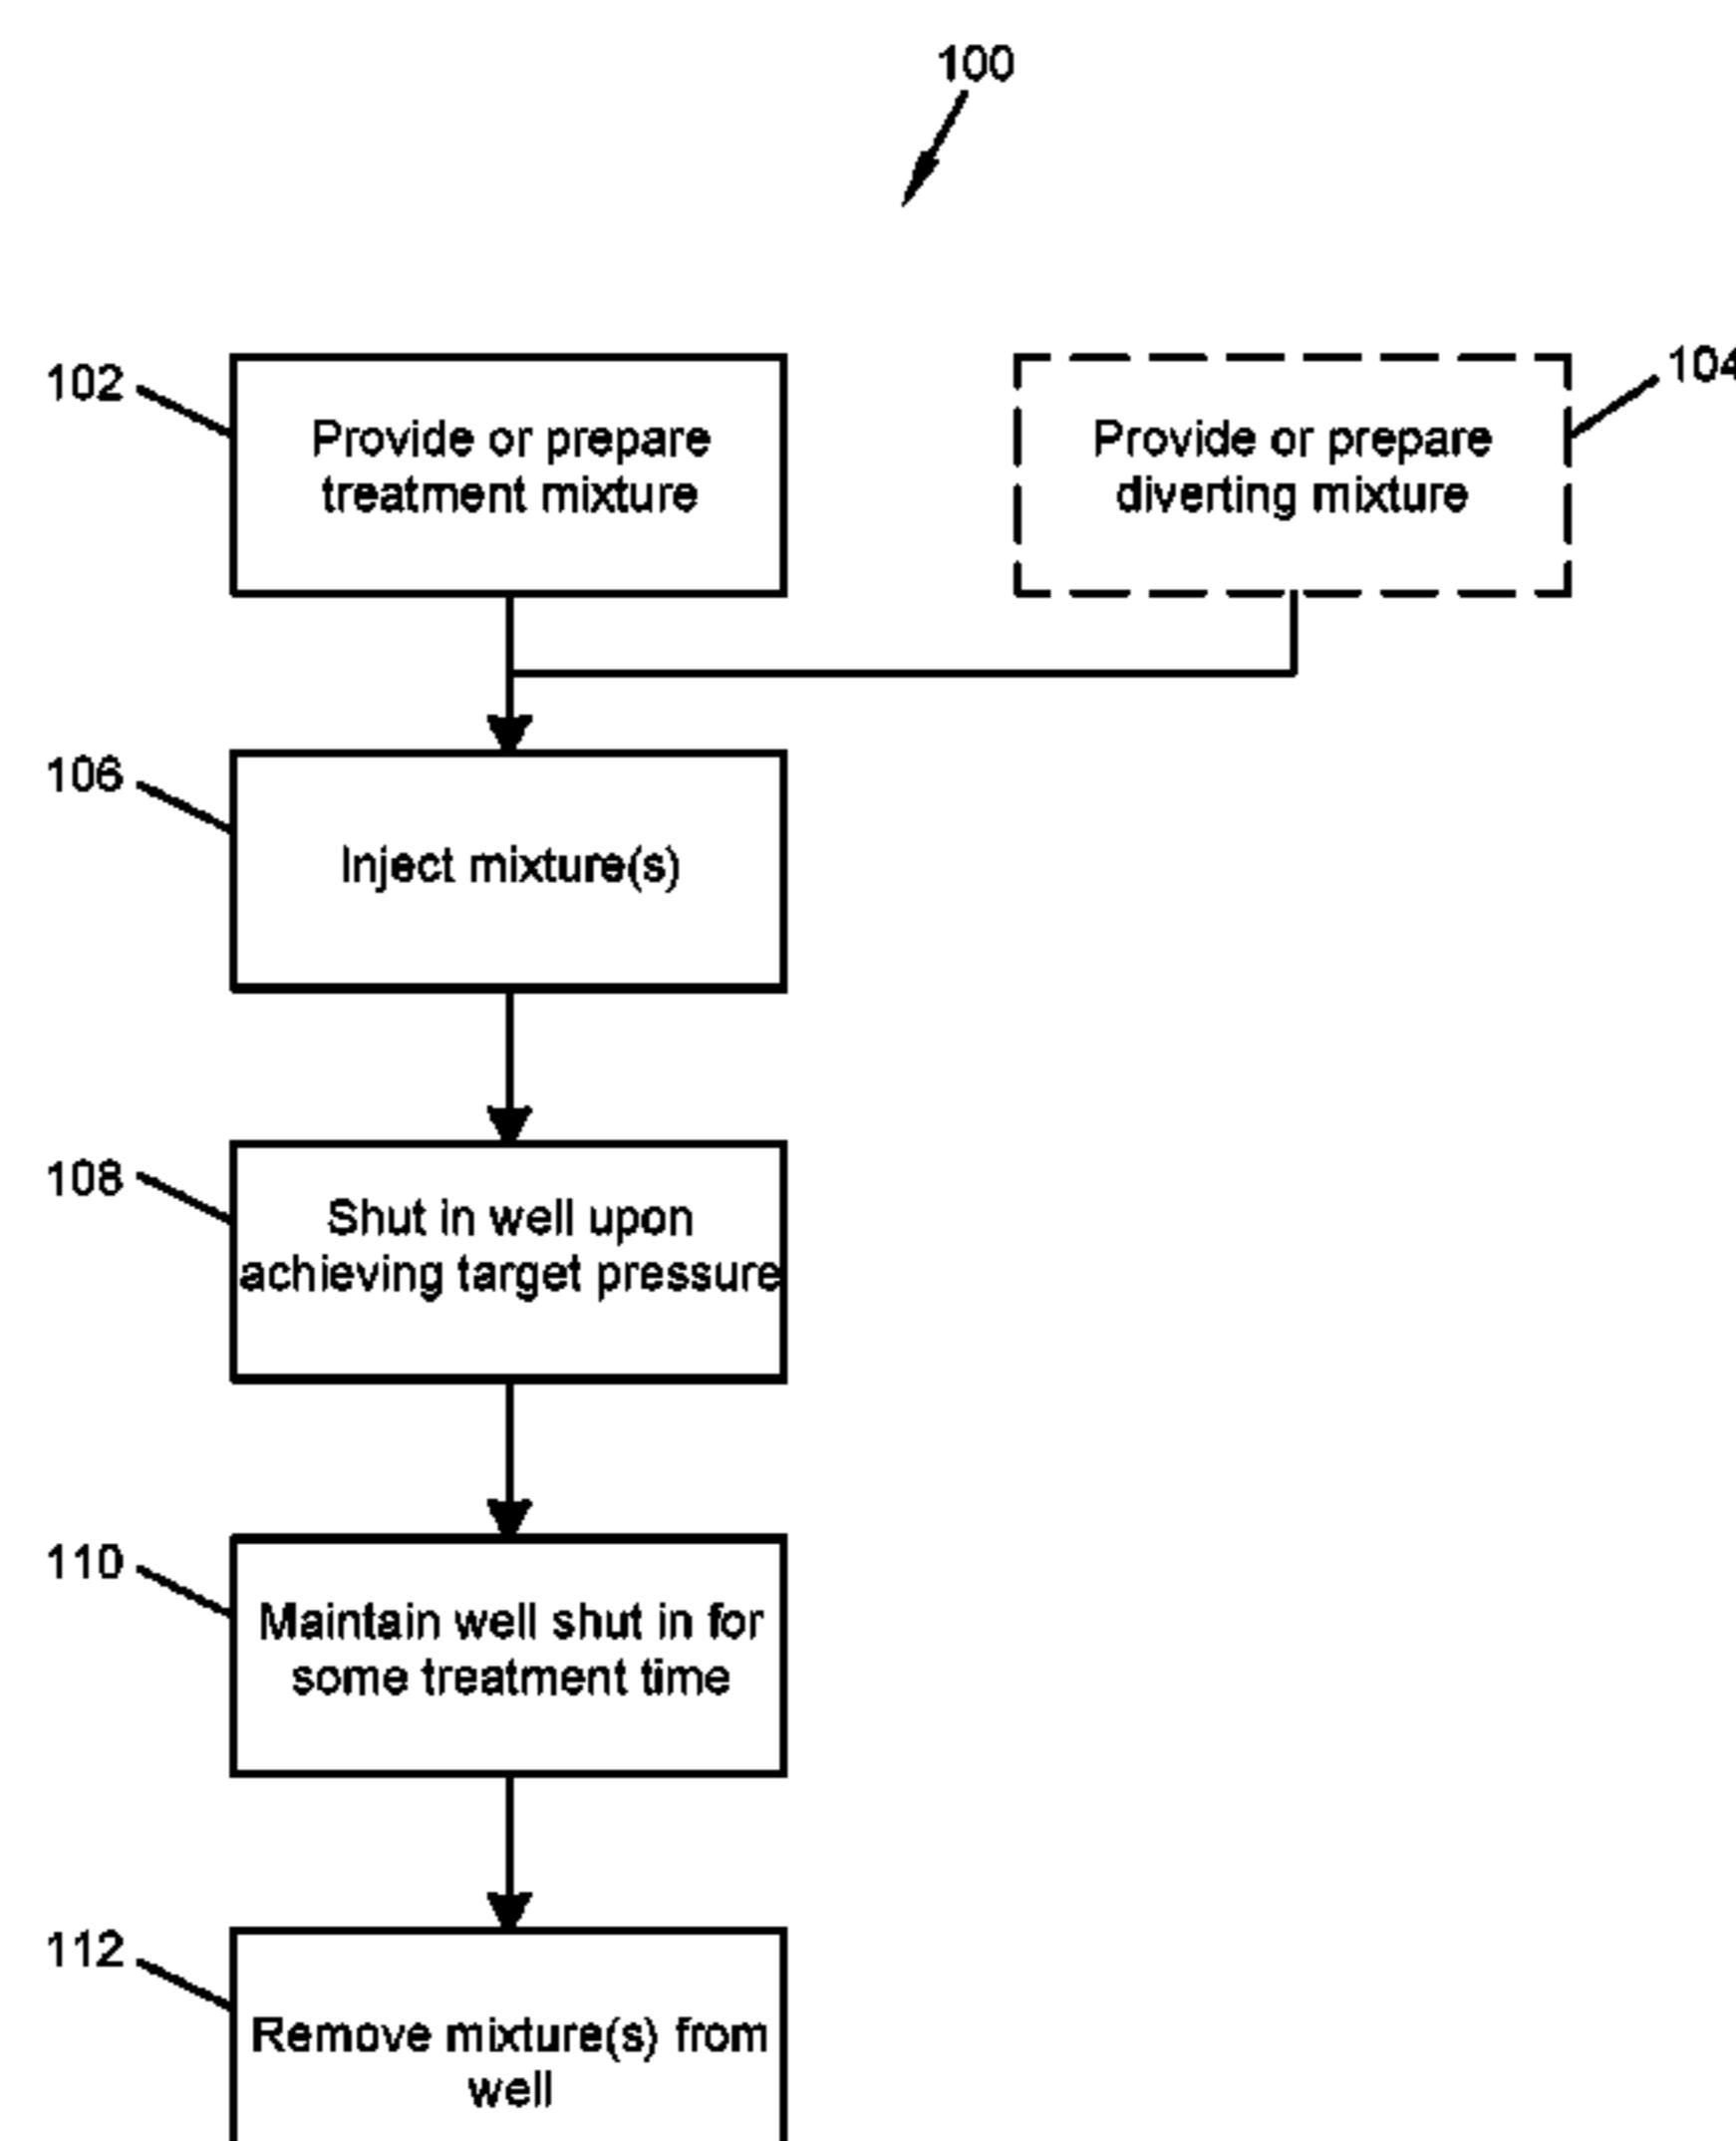 100
102
Provide or prepare
treatment mixture
104
Provide or prepare
diverting mixture
106
Inject mixture(s)
108
Shut in well upon
achieving target pressure
110
Maintain well shut in for
some treatment time
112
Remove mixture(s) from
well